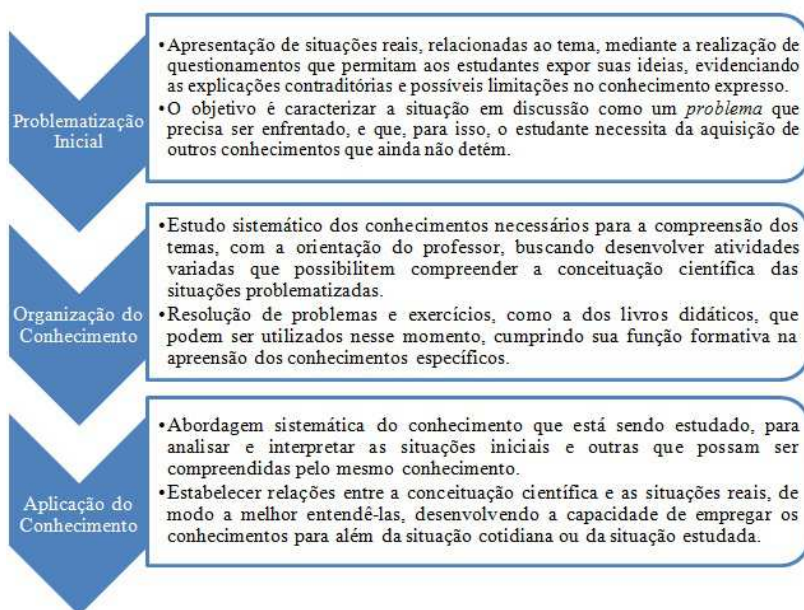 Problematização
Inicial
•Apresentação de situações reais, relacionadas ao tema, mediante a realização de
questionamentos que permitam aos estudantes expor suas ideias, evidenciando
as explicações contraditórias e possíveis limitações no conhecimento expresso.
•O objetivo é caracterizar a situação em discussão como um problema que
precisa ser enfrentado, e que, para isso, o estudante necessita da aquisição de
outros conhecimentos que ainda não detém.
Organização do
Conhecimento
•Estudo sistemático dos conhecimentos necessários para a compreensão dos
temas, com a orientação do professor, buscando desenvolver atividades
variadas que possibilitem compreender a conceituação científica das
situações problematizadas.
•Resolução de problemas e exercícios, como a dos livros didáticos, que
podem ser utilizados nesse momento, cumprindo sua função formativa na
apreensão dos conhecimentos específicos.
Aplicação do
Conhecimento
•Abordagem sistemática do conhecimento que está sendo estudado, para
analisar e interpretar as situações iniciais e outras que possam ser
compreendidas pelo mesmo conhecimento.
•Estabelecer relações entre a conceituação científica e as situações reais, de
modo a melhor entendê-las, desenvolvendo a capacidade de empregar os
conhecimentos para além da situação cotidiana ou da situação estudada.